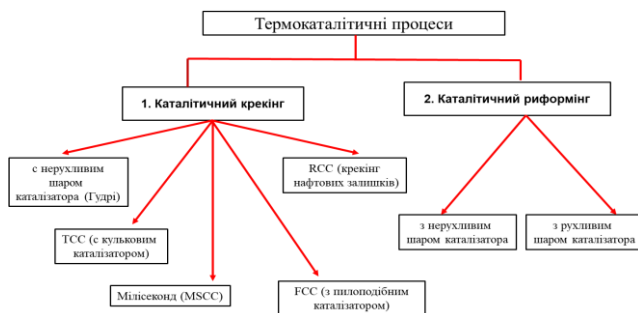 Термокаталітичні процеси
1. Каталітичний крекінг
2. Каталітичний риформінг
с нерухливим
шаром
каталізатора (Гудрі)
RCC (крекінг
нафтових залишків)
TCC (с кульковим
каталізатором)
Мілісеконд (MSCC)
FCC (з пилоподібним
каталізатором)
з нерухливим
шаром каталізатора
з рухливим
шаром каталізатора